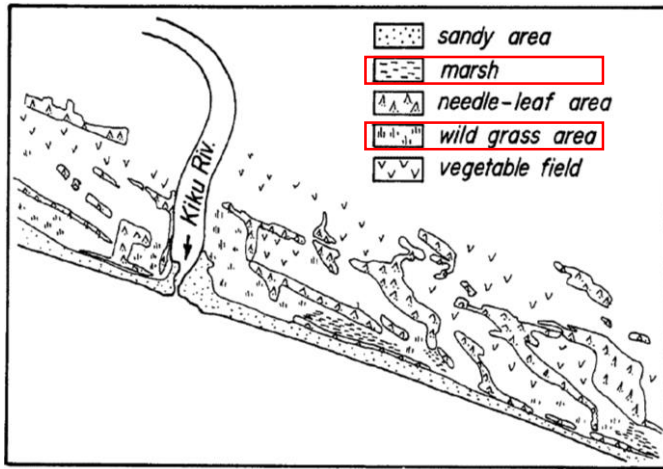 sandy area
marsh
needle-leaf area
wild grass area
vegetable field
Kiku Riv.